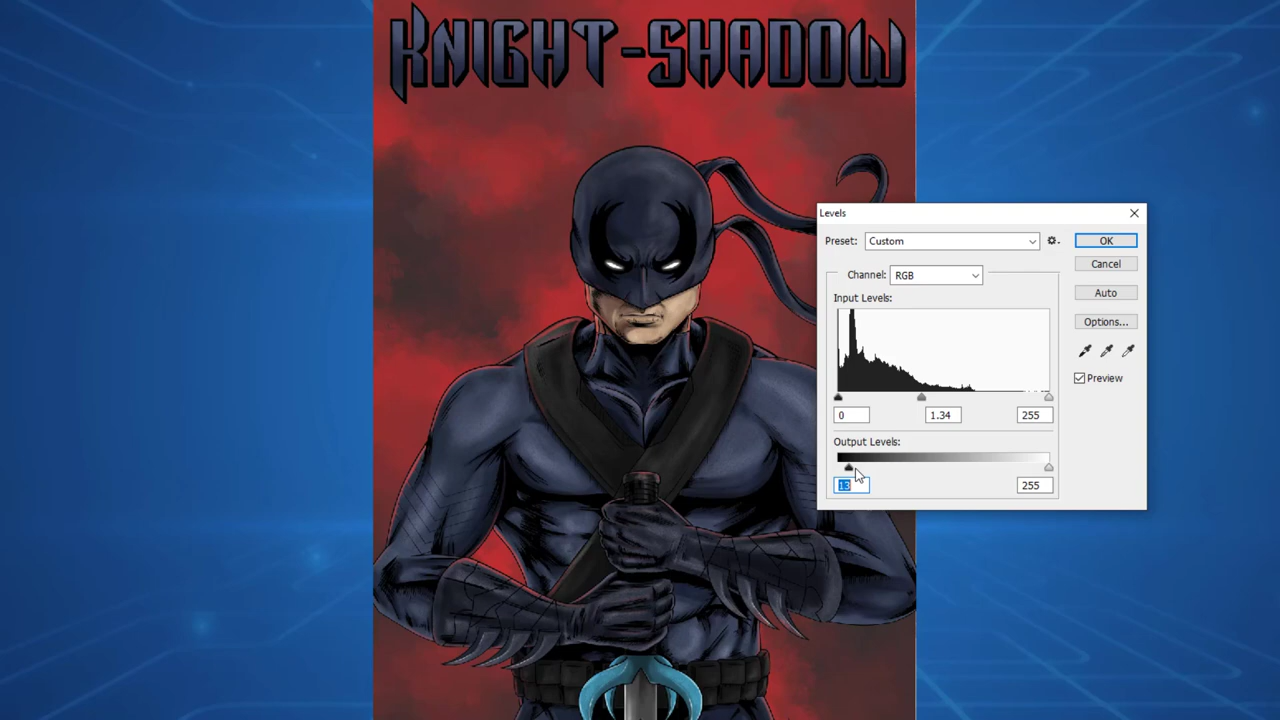 KNIGHT-SHADOW
Levels
Preset: Custom
OK
Channel: RGB
Cancel
Input Levels:
Auto
Options...
Preview
0 1.34 255
Output Levels:
13 255